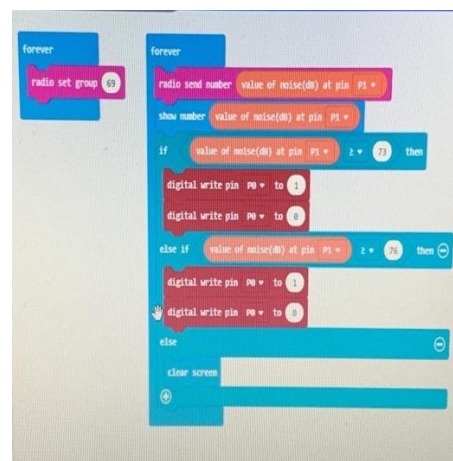 forever
radio set group 69
forever
radio send number value of noise(dB) at pin P1
show number value of noise(dB) at pin P1
if value of noise(dB) at pin P1 ≥ 73 then
digital write pin P0 to 1
digital write pin P0 to 0
else if value of noise(dB) at pin P1 ≥ 76 then
digital write pin P0 to 1
digital write pin P0 to 0
else
clear screen